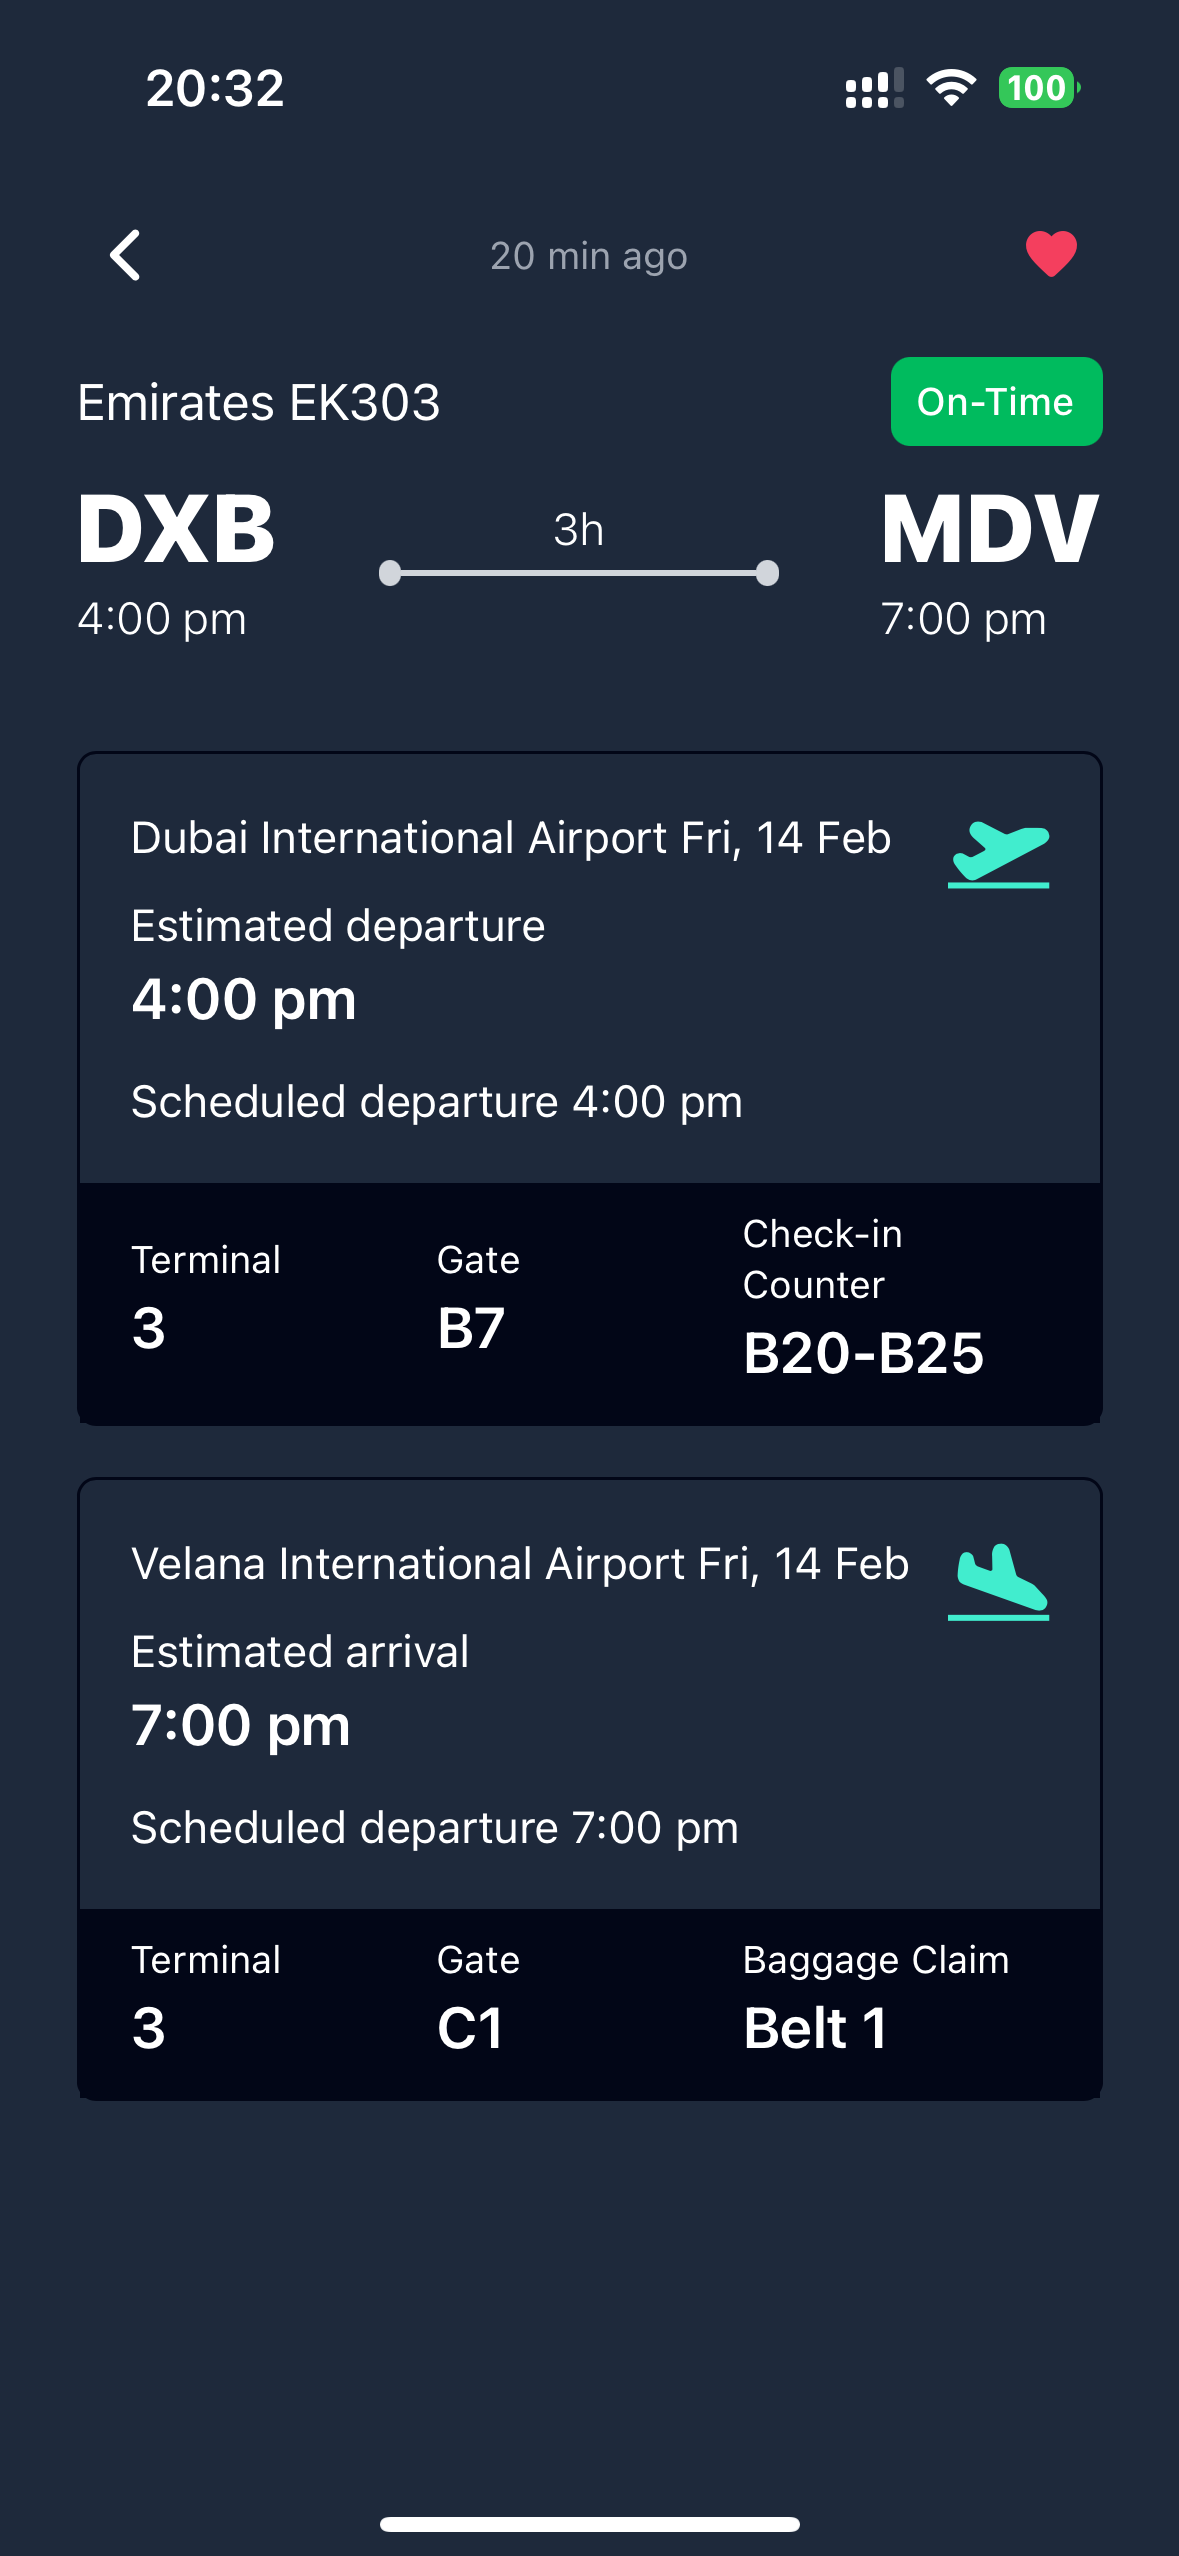 20:32
100
20 min ago
Emirates EK303
On-Time
DXB
3h
MDV
4:00 pm
7:00 pm
Dubai International Airport Fri, 14 Feb
Estimated departure
4:00 pm
Scheduled departure 4:00 pm
Terminal
3
Gate
B7
Check-in
Counter
B20-B25
Velana International Airport Fri, 14 Feb
Estimated arrival
7:00 pm
Scheduled departure 7:00 pm
Terminal
3
Gate
C1
Baggage Claim
Belt 1